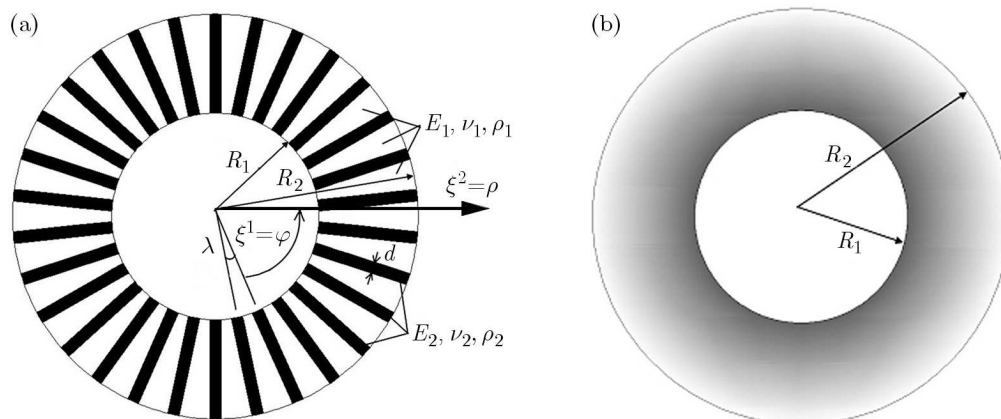 (a)
E₁, ν₁, ρ₁
R₁
R₂
ξ²=ρ
ξ¹=φ
λ
d
E₂, ν₂, ρ₂
(b)
R₂
R₁